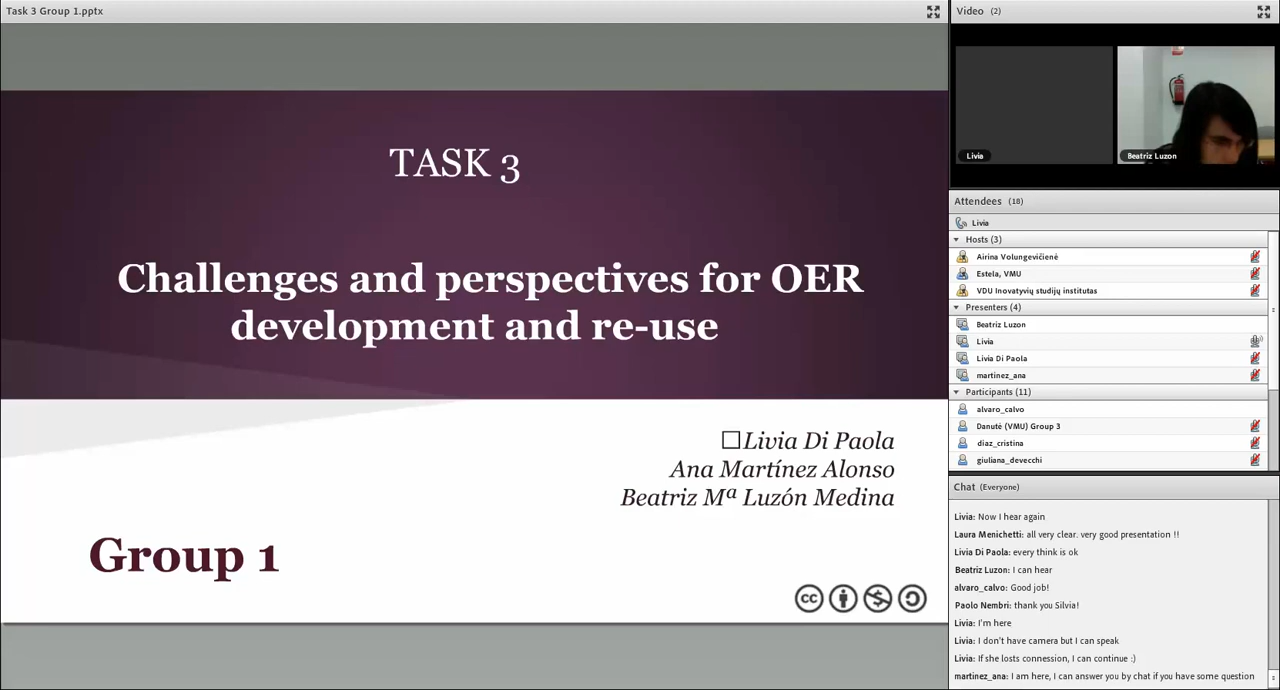 Task 3 Group 1.pptx
TASK 3
Challenges and perspectives for OER
development and re-use
Livia Di Paola
Ana Martínez Alonso
Beatriz Mª Luzón Medina
Group 1
cc
Video (2)
Livia
Beatriz Luzon
Attendees (18)
Livia
Hosts (3)
Airina Volungevičienė
Estela, VMU
VDU Inovatyvių studijų institutas
Presenters (4)
Beatriz Luzon
Livia
Livia Di Paola
martinez_ana
Participants (11)
alvaro_calvo
Danutė (VMU) Group 3
diaz_cristina
giuliana_devecchi
Chat (Everyone)
Livia: Now I hear again
Laura Menichetti: all very clear. very good presentation !!
Livia Di Paola: every think is ok
Beatriz Luzon: I can hear
alvaro_calvo: Good job!
Paolo Nembri: thank you Silvia!
Livia: I'm here
Livia: I don't have camera but I can speak
Livia: If she losts connession, I can continue :)
martinez_ana: I am here, I can answer you by chat if you have some question